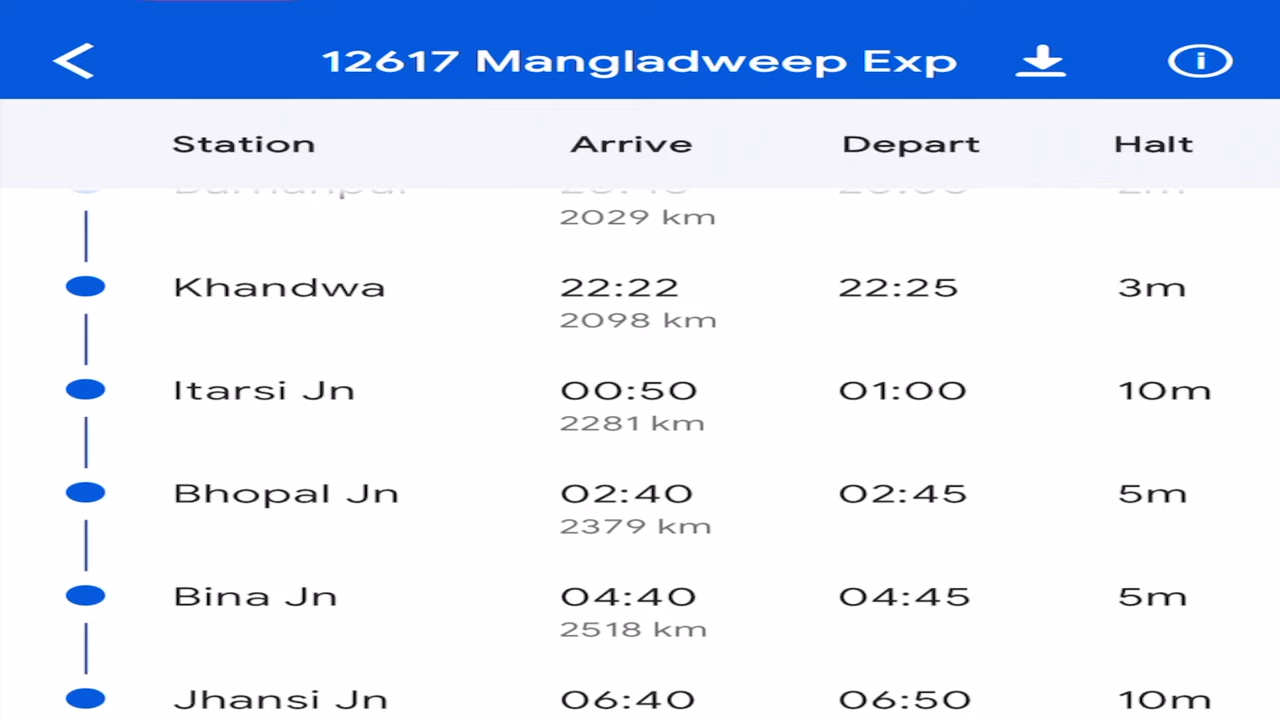 12617 Mangladweep Exp
Station Arrive Depart Halt
2029 km
Khandwa 22:22 22:25 3m
2098 km
Itarsi Jn 00:50 01:00 10m
2281 km
Bhopal Jn 02:40 02:45 5m
2379 km
Bina Jn 04:40 04:45 5m
2518 km
Jhansi Jn 06:40 06:50 10m